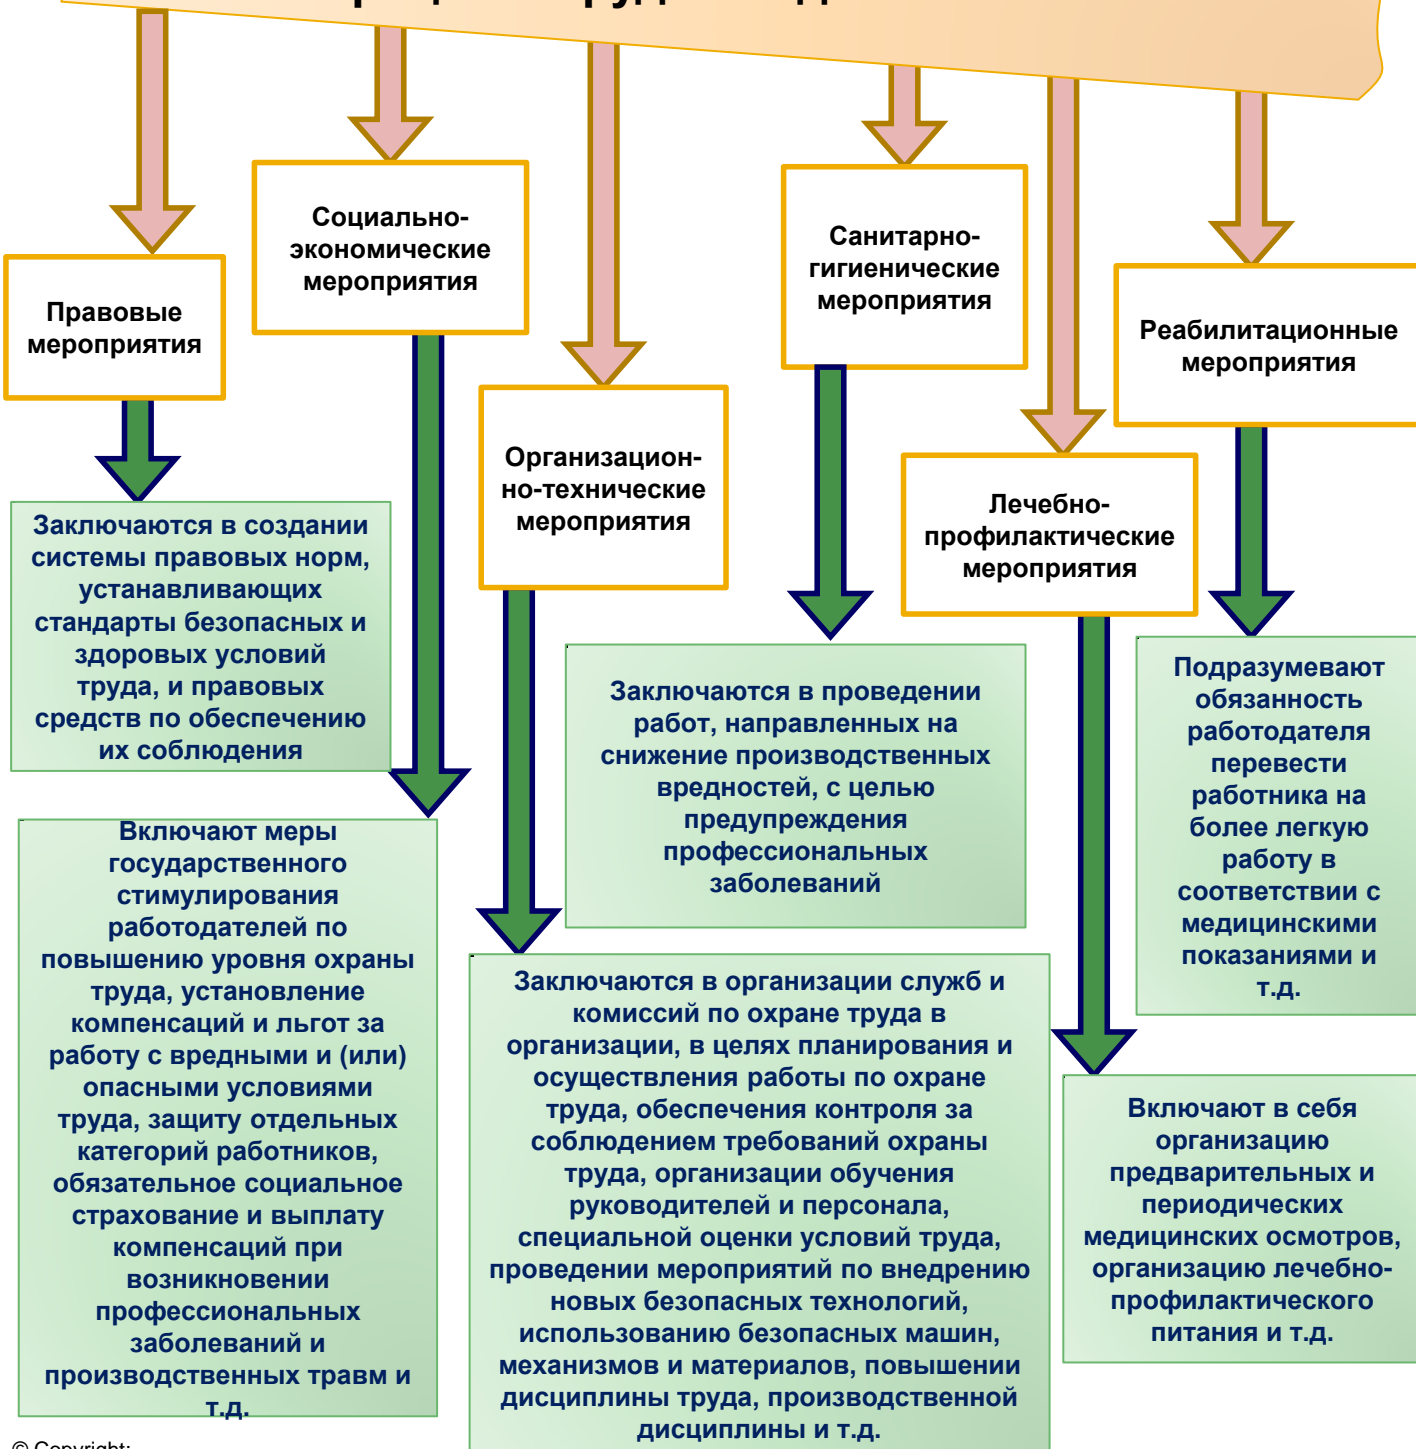 Правовые
мероприятия
Социально-
экономические
мероприятия
Организацион-
но-технические
мероприятия
Санитарно-
гигиенические
мероприятия
Лечебно-
профилактические
мероприятия
Реабилитационные
мероприятия
Заключаются в создании
системы правовых норм,
устанавливающих
стандарты безопасных и
здоровых условий
труда, и правовых
средств по обеспечению
их соблюдения
Включают меры
государственного
стимулирования
работодателей по
повышению уровня охраны
труда, установление
компенсаций и льгот за
работу с вредными и (или)
опасными условиями
труда, защиту отдельных
категорий работников,
обязательное социальное
страхование и выплату
компенсаций при
возникновении
профессиональных
заболеваний и
производственных травм и
т.д.
Заключаются в организации служб и
комиссий по охране труда в
организации, в целях планирования и
осуществления работы по охране
труда, обеспечения контроля за
соблюдением требований охраны
труда, организации обучения
руководителей и персонала,
специальной оценки условий труда,
проведении мероприятий по внедрению
новых безопасных технологий,
использованию безопасных машин,
механизмов и материалов, повышении
дисциплины труда, производственной
дисциплины и т.д.
Заключаются в проведении
работ, направленных на
снижение производственных
вредностей, с целью
предупреждения
профессиональных
заболеваний
Включают в себя
организацию
предварительных и
периодических
медицинских осмотров,
организацию лечебно-
профилактического
питания и т.д.
Подразумевают
обязанность
работодателя
перевести
работника на
более легкую
работу в
соответствии с
медицинскими
показаниями и
т.д.
© Copyright: